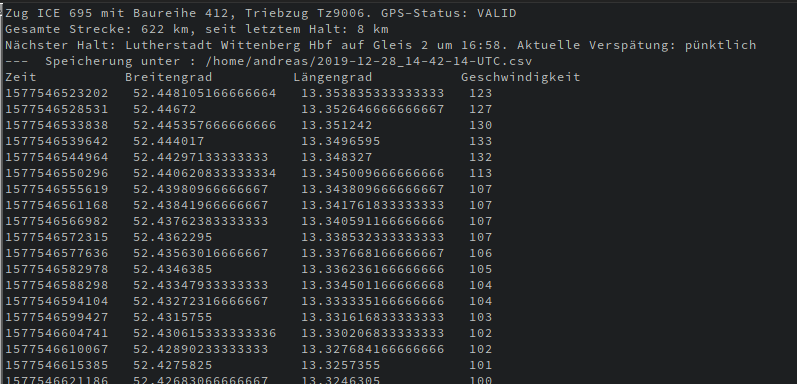 Zug ICE 695 mit Baureihe 412, Triebzug Tz9006. GPS-Status: VALID
Gesamte Strecke: 622 km, seit letztem Halt: 8 km
Nächster Halt: Lutherstadt Wittenberg Hbf auf Gleis 2 um 16:58. Aktuelle Verspätung: pünktlich
---  Speicherung unter : /home/andreas/2019-12-28_14-42-14-UTC.csv
Zeit Breitengrad Längengrad Geschwindigkeit
1577546523202 52.448105166666664 13.353835333333333 123
1577546528531 52.44672 13.352646666666667 127
1577546533838 52.445357666666666 13.351242 130
1577546539642 52.444017 13.3496595 133
1577546544964 52.44297133333333 13.348327 132
1577546550296 52.440620833333334 13.345009666666666 113
1577546555619 52.43980966666667 13.343809666666667 107
1577546561168 52.43841966666667 13.341761833333333 107
1577546566982 52.43762383333333 13.340591166666666 107
1577546572315 52.4362295 13.338532333333333 107
1577546577636 52.43563016666667 13.337668166666667 106
1577546582978 52.4346385 13.336236166666666 105
1577546588298 52.43347933333333 13.334501166666668 104
1577546594104 52.43272316666667 13.333335166666666 104
1577546599427 52.4315755 13.331616833333333 103
1577546604741 52.430615333333336 13.330206833333333 102
1577546610067 52.42890233333333 13.327684166666666 102
1577546615385 52.4275825 13.3257355 101
1577546621186 52.42683066666667 13.3246305 100